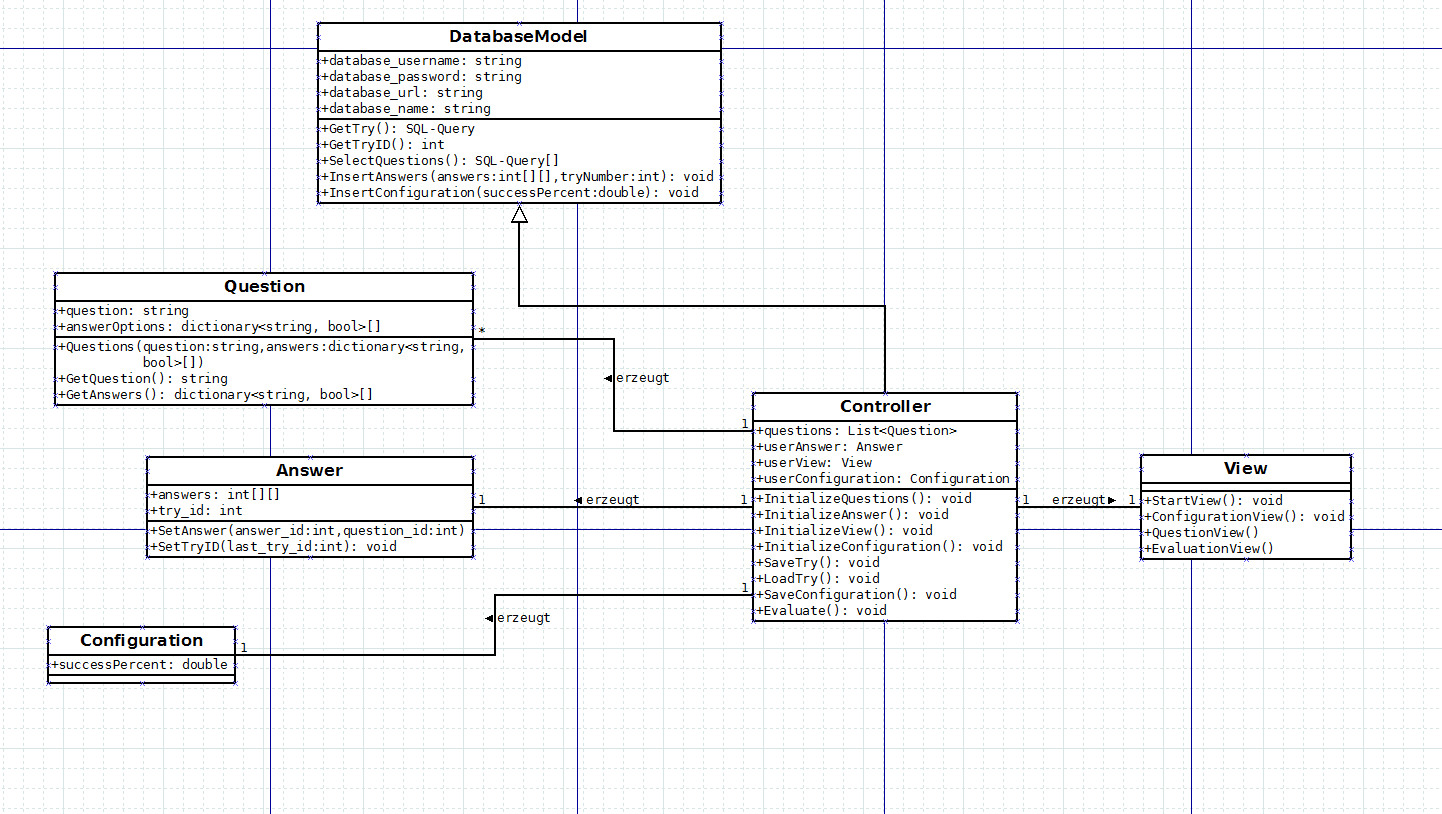 DatabaseModel
+database_username: string
+database_password: string
+database_url: string
+database_name: string
+GetTry(): SQL-Query
+GetTryID(): int
+SelectQuestions(): SQL-Query[]
+InsertAnswers(answers:int[][],tryNumber:int): void
+InsertConfiguration(successPercent:double): void
Question
+question: string
+answerOptions: dictionary<string, bool>[]
+Questions(question:string,answers:dictionary<string,
bool>[])
+GetQuestion(): string
+GetAnswers(): dictionary<string, bool>[]
*
erzeugt
1
Controller
+questions: List<Question>
+userAnswer: Answer
+userView: View
+userConfiguration: Configuration
+InitializeQuestions(): void
+InitializeAnswer(): void
+InitializeView(): void
+InitializeConfiguration(): void
+SaveTry(): void
+LoadTry(): void
+SaveConfiguration(): void
+Evaluate(): void
Answer
+answers: int[][]
+try_id: int
+SetAnswer(answer_id:int,question_id:int)
+SetTryID(last_try_id:int): void
1
erzeugt
1
1
erzeugt
1
View
+StartView(): void
+ConfigurationView(): void
+QuestionView()
+EvaluationView()
1
erzeugt
Configuration
+successPercent: double
1